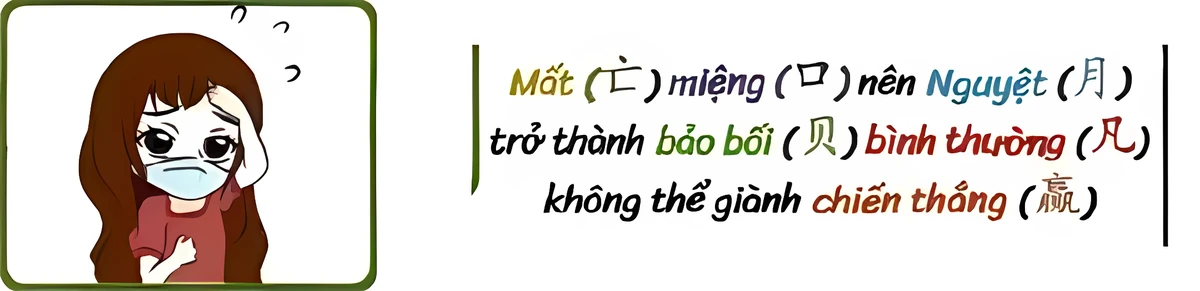 Mất (亡) miệng (口) nên Nguyệt (月)
trở thành bảo bối (贝) bình thường (凡)
không thể giành chiến thắng (赢)